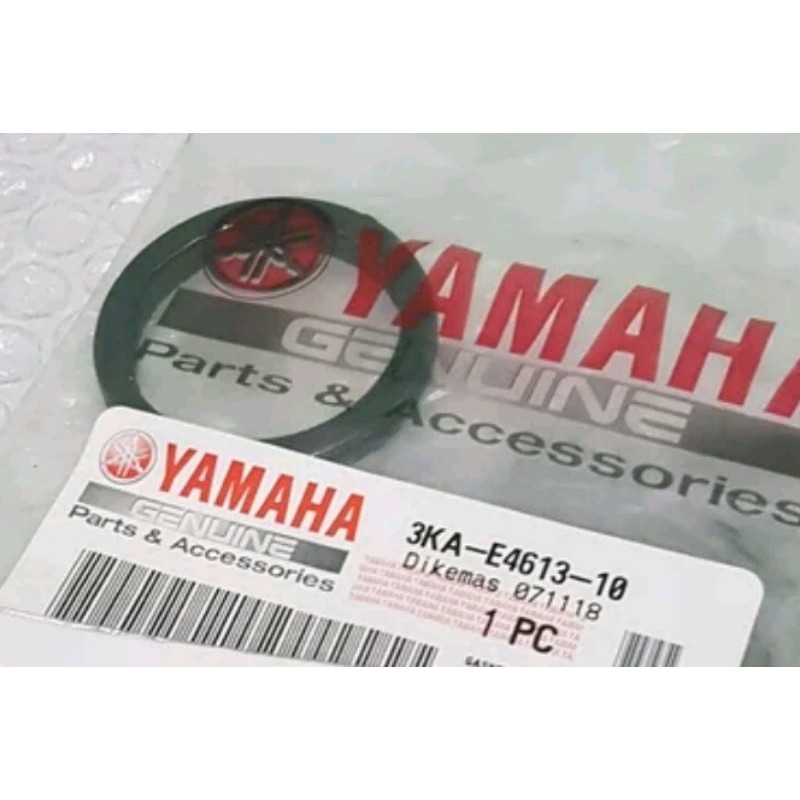 YAMAHA
GENUINE
Parts & Accessories
YAMAHA
GENUINE
Parts & Accessories
3KA-E4613-10
Dikemas 071118
1 PC